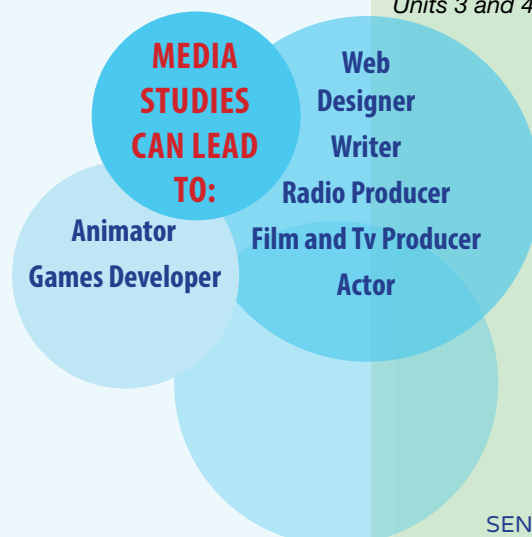 Units 3 and 4
MEDIA
STUDIES
CAN LEAD
TO:
Web
Designer
Writer
Radio Producer
Film and Tv Producer
Actor
Animator
Games Developer
SEN